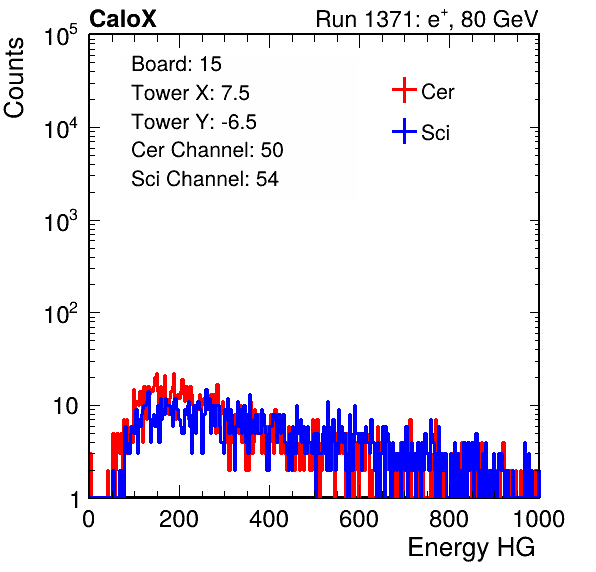 CaloX Run 1371: e⁺, 80 GeV
Counts
10⁵
10⁴
10³
10²
10
1
Board: 15
Tower X: 7.5
Tower Y: -6.5
Cer Channel: 50
Sci Channel: 54
Cer
Sci
0 200 400 600 800 1000
Energy HG